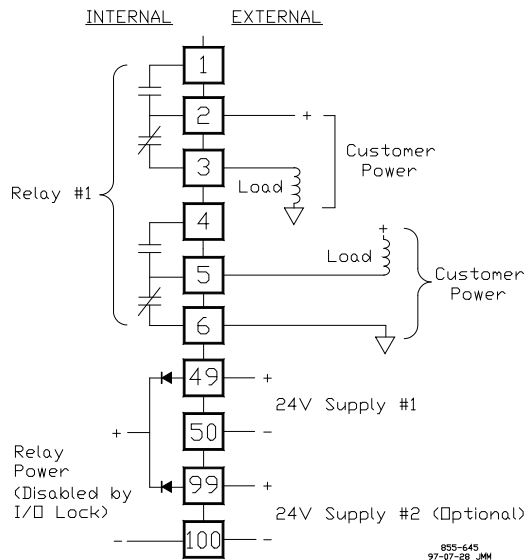 INTERNAL EXTERNAL
1
2 +
3
Customer
Power
Load
Relay #1
4
+
Load
5
Customer
Power
6
49 +
24V Supply #1
+
50 -
Relay
Power
(Disabled by
I/O Lock)
99 +
24V Supply #2 (Optional)
- 100 -
855-645
97-07-28 JMM